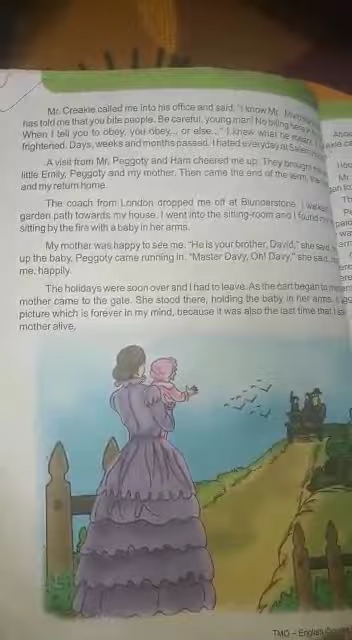 Mr. Creakle called me into his office and said, "I know Mr.
has told me that you bite people. Be careful, young man! No biting here
When I tell you to obey, you obey... or else..." I knew what he
frightened. Days, weeks and months passed. I hated everyday at
A visit from Mr. Peggoty and Ham cheered me up. They brought
little Emily, Peggoty and my mother. Then came the end of the term,
and my return home.
The coach from London dropped me off at Blunderstone. I walked
garden path towards my house. I went into the sitting-room and I found my
sitting by the fire with a baby in her arms.
My mother was happy to see me. "He is your brother, David," she said,
up the baby. Peggoty came running in. "Master Davy, Oh! Davy," she said,
me, happily.
The holidays were soon over and I had to leave. As the cart began to
mother came to the gate. She stood there, holding the baby in her arms.
picture which is forever in my mind, because it was also the last time that I
mother alive.
TMO - English